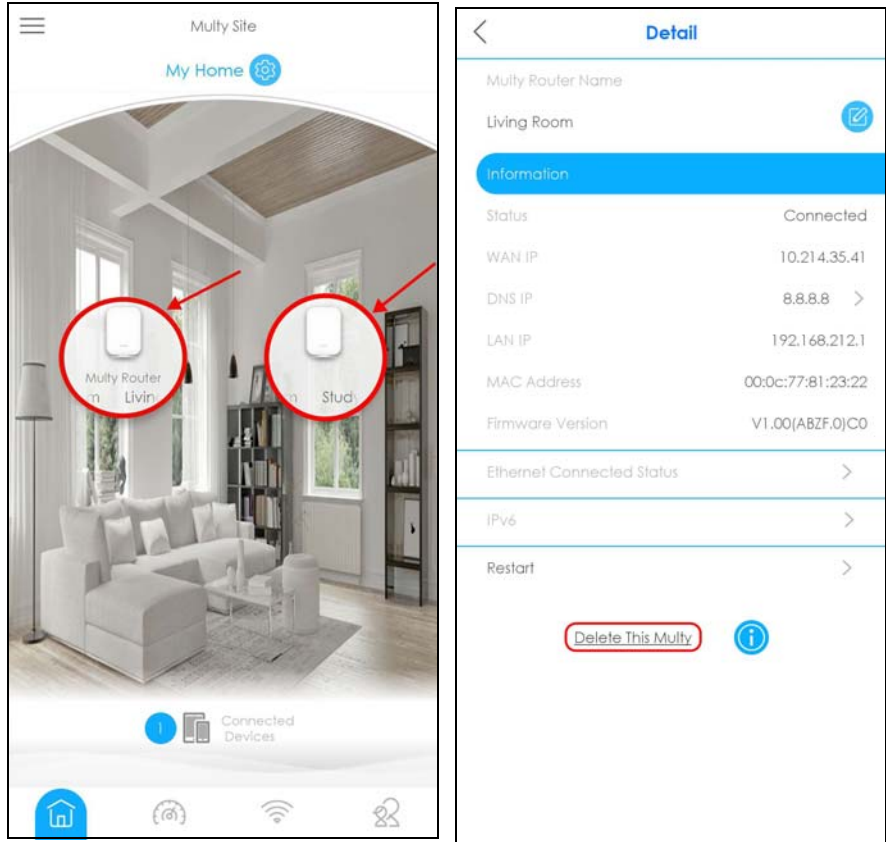 Multy Site
My Home
Multy Router
m Livin
m Study
1 Connected
Devices
Detail
Multy Router Name
Living Room
Information
Status Connected
WAN IP 10.214.35.41
DNS IP 8.8.8.8
LAN IP 192.168.212.1
MAC Address 00:0c:77:81:23:22
Firmware Version V1.00(ABZF.0)C0
Ethernet Connected Status
IPv6
Restart
Delete This Multy